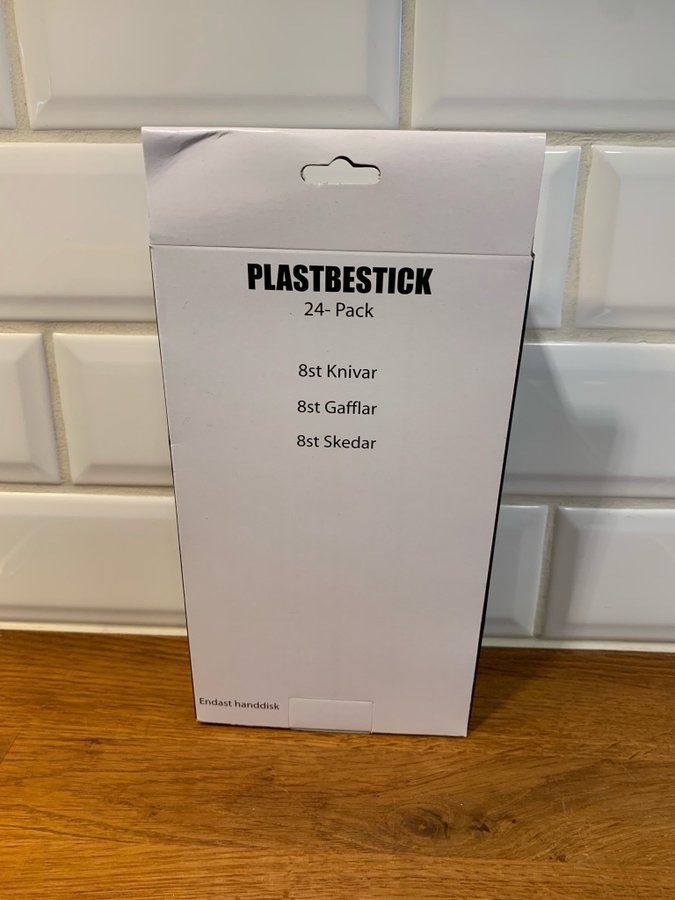 PLASTBESTICK
24- Pack
8st Knivar
8st Gafflar
8st Skedar
Endast handdisk